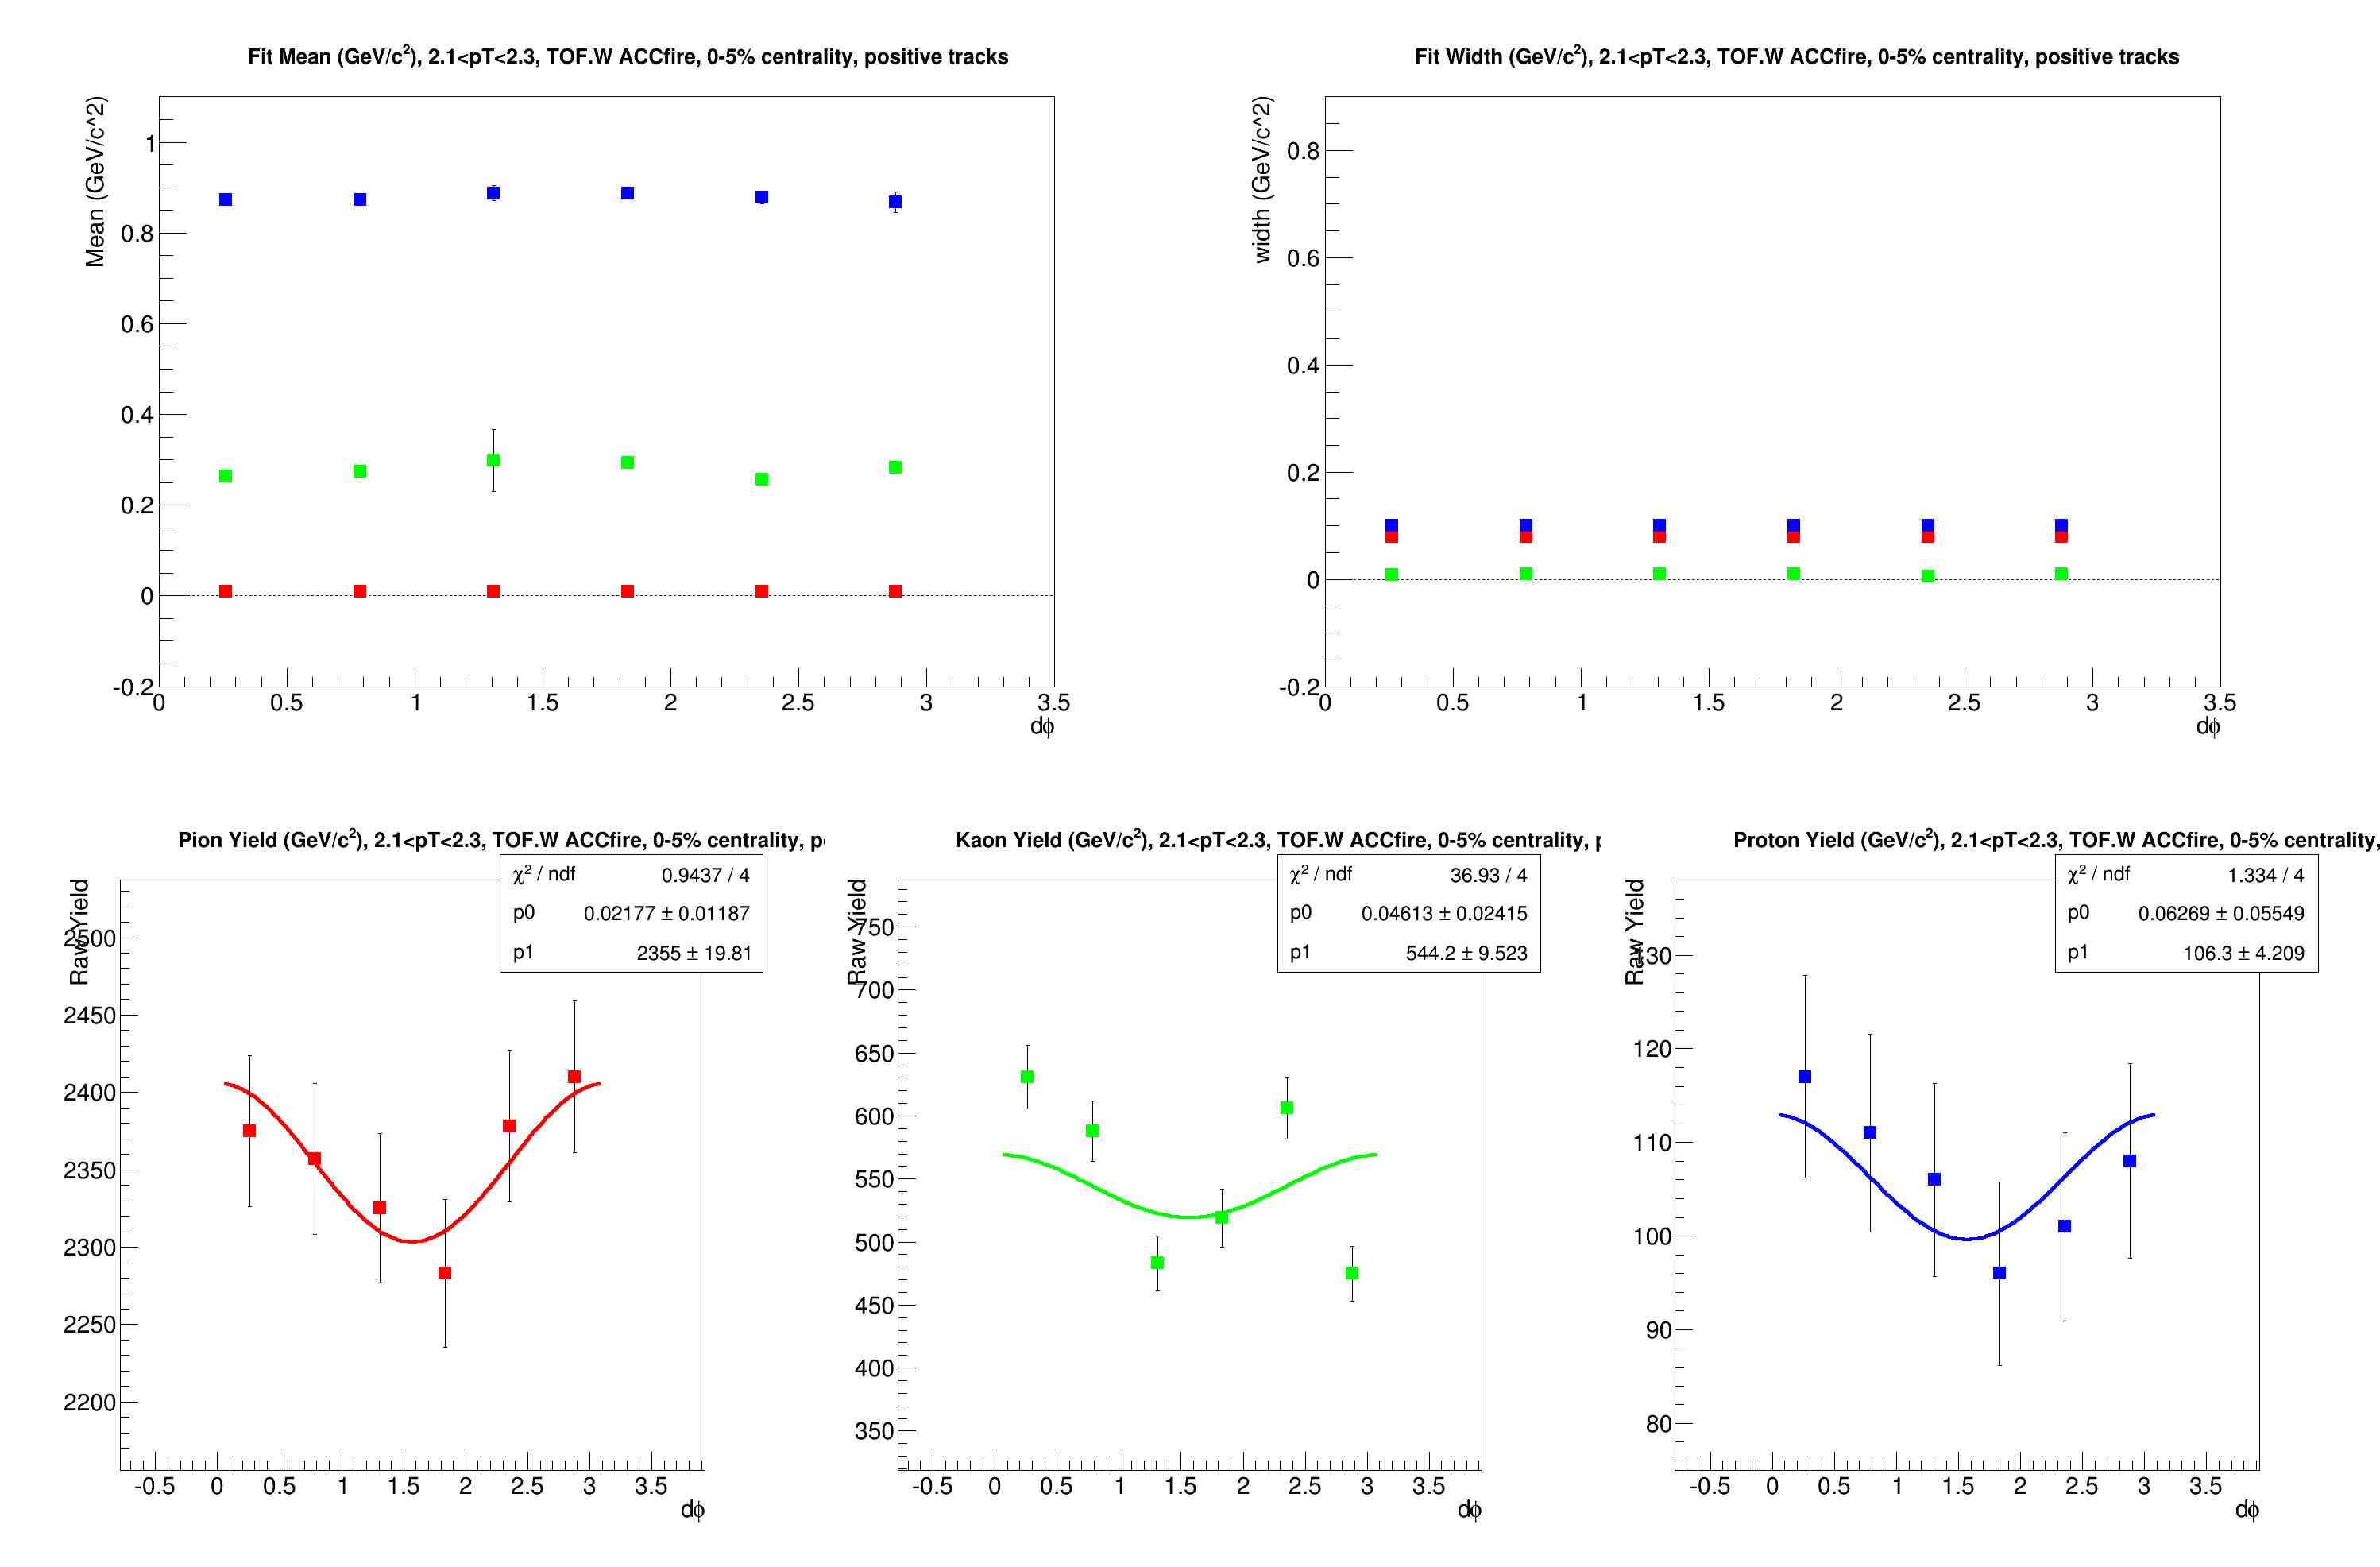 Fit Mean (GeV/c²), 2.1<pT<2.3, TOF.W ACCfire, 0-5% centrality, positive tracks
Mean (GeV/c^2)
1
0.8
0.6
0.4
0.2
0
-0.2
0 0.5 1 1.5 2 2.5 3 3.5
dϕ
Fit Width (GeV/c²), 2.1<pT<2.3, TOF.W ACCfire, 0-5% centrality, positive tracks
width (GeV/c^2)
0.8
0.6
0.4
0.2
0
-0.2
0 0.5 1 1.5 2 2.5 3 3.5
dϕ
Pion Yield (GeV/c²), 2.1<pT<2.3, TOF.W ACCfire, 0-5% centrality, p
χ² / ndf 0.9437 / 4
p0 0.02177 ± 0.01187
p1 2355 ± 19.81
Raw Yield
2500
2450
2400
2350
2300
2250
2200
-0.5 0 0.5 1 1.5 2 2.5 3 3.5
dϕ
Kaon Yield (GeV/c²), 2.1<pT<2.3, TOF.W ACCfire, 0-5% centrality, p
χ² / ndf 36.93 / 4
p0 0.04613 ± 0.02415
p1 544.2 ± 9.523
Raw Yield
750
700
650
600
550
500
450
400
350
-0.5 0 0.5 1 1.5 2 2.5 3 3.5
dϕ
Proton Yield (GeV/c²), 2.1<pT<2.3, TOF.W ACCfire, 0-5% centrality,
χ² / ndf 1.334 / 4
p0 0.06269 ± 0.05549
p1 106.3 ± 4.209
Raw Yield
130
120
110
100
90
80
-0.5 0 0.5 1 1.5 2 2.5 3 3.5
dϕ